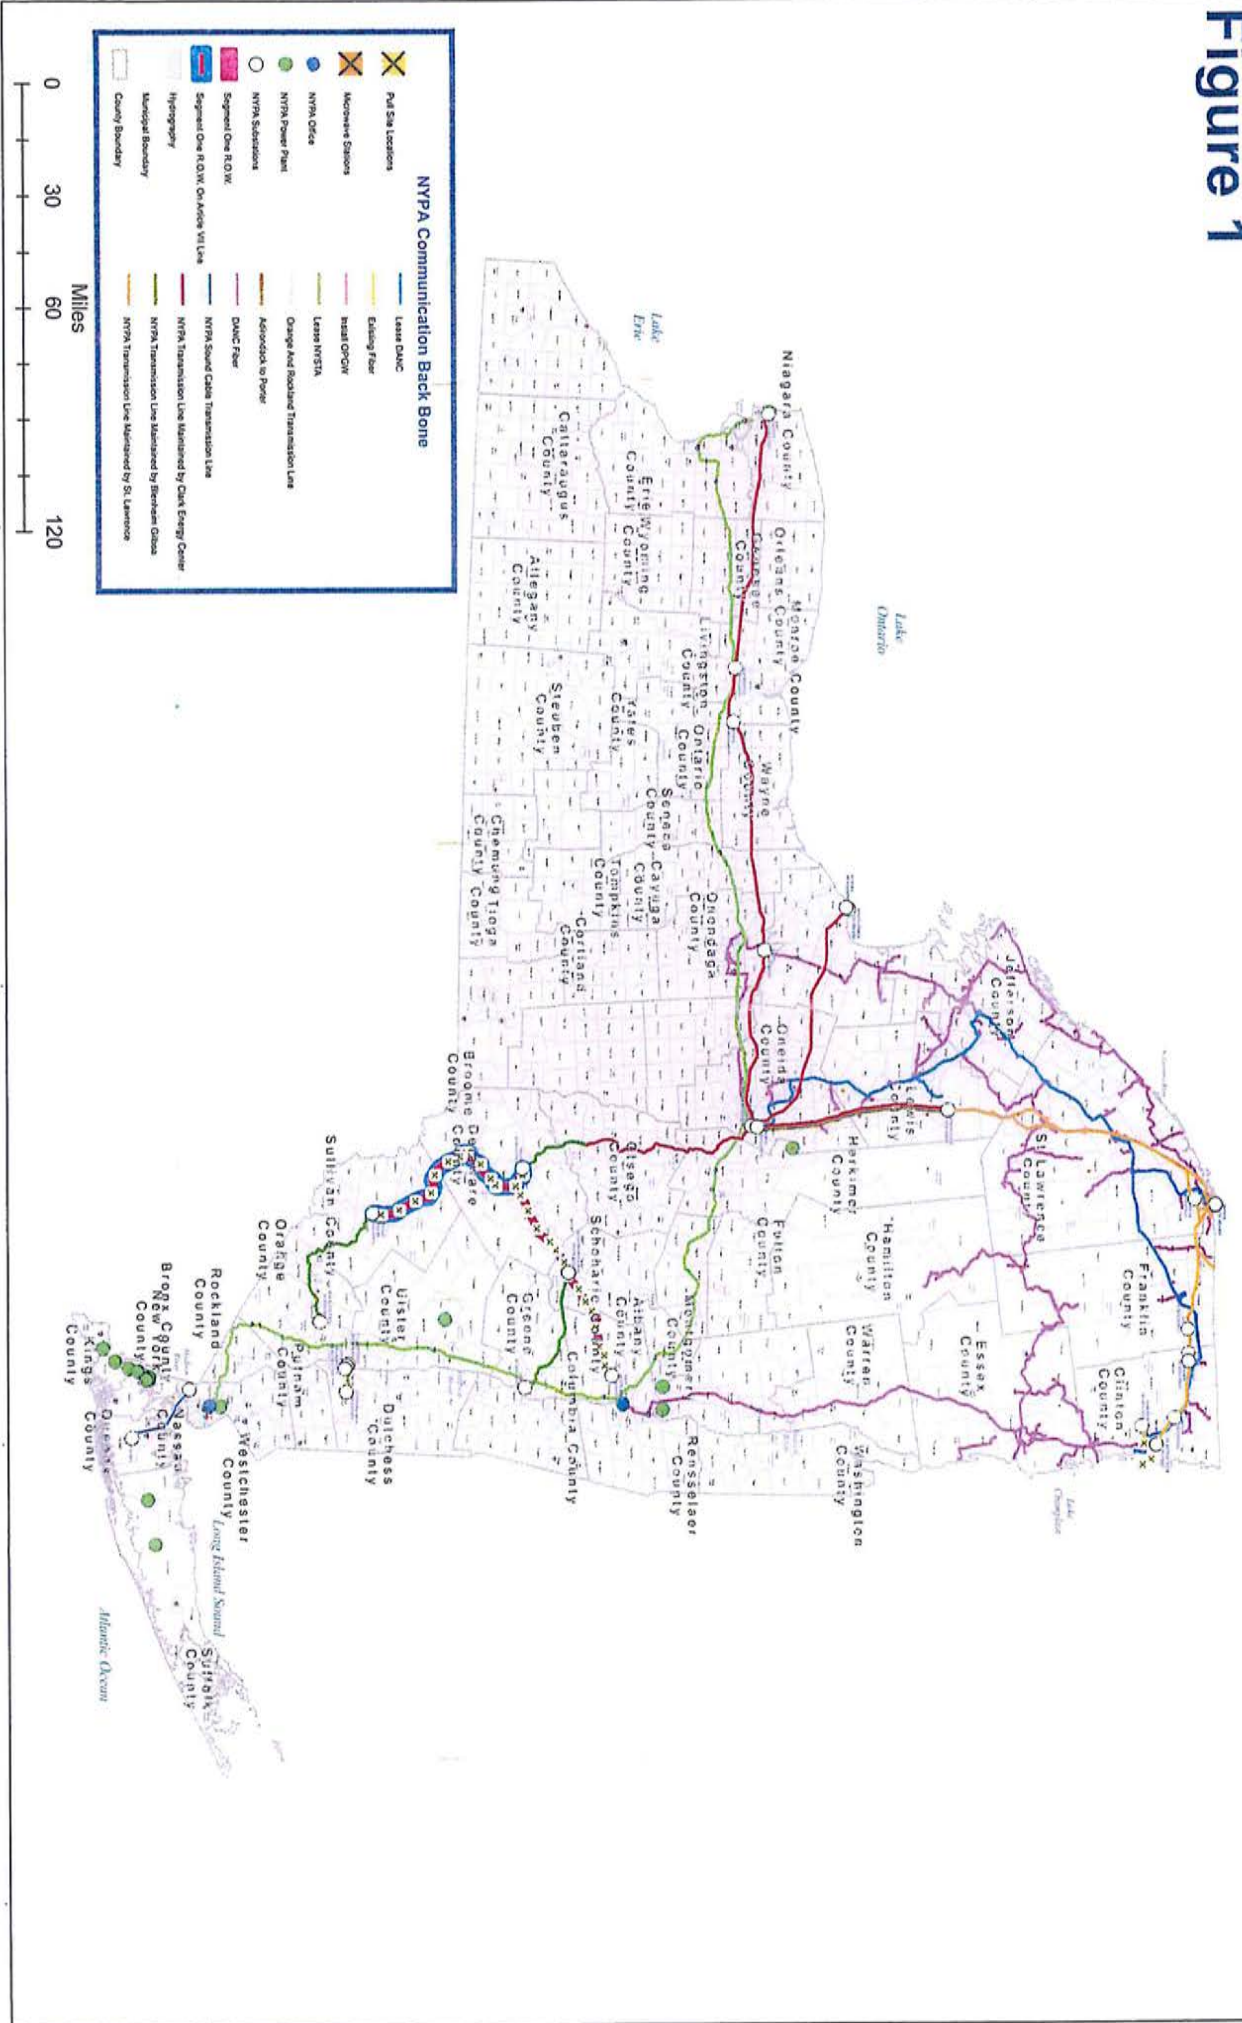 Figure 1
NYPA Communication Back Bone
Pull Site Locations
Microwave Stations
NYPA Office
NYPA Power Plant
NYPA Substations
Segment One R.O.W.
Segment One R.O.W. On Article VII Line
Hydrography
Municipal Boundary
County Boundary
Lease DANC
Existing Fiber
Install OPGW
Lease NYSTA
Orange And Rockland Transmission Line
Adirondack to Porter
DANC Fiber
NYPA Sound Cable Transmission Line
NYPA Transmission Line Maintained by Clark Energy Center
NYPA Transmission Line Maintained by Blenheim Gilboa
NYPA Transmission Line Maintained by St. Lawrence
0 30 60 120
Miles
Lake
Erie
Lake
Ontario
Niagara County
Orleans County
Monroe County
Genesee
County
Erie
County
Wyoming
County
Cattaraugus
County
Allegany
County
Livingston
County
Ontario
County
Wayne
County
Yates
County
Steuben
County
Seneca
County
Cayuga
County
Tompkins
County
Chemung
County
Tioga
County
Onondaga
County
Cortland
County
Oneida
County
Jefferson
County
Lewis
County
St. Lawrence
County
Herkimer
County
Hamilton
County
Franklin
County
Clinton
County
Essex
County
Warren
County
Washington
County
Fulton
County
Montgomery
County
Otsego
County
Schoharie
County
Albany
County
Rensselaer
County
Broome
County
Delaware
County
Greene
County
Columbia County
Sullivan County
Ulster
County
Dutchess
County
Orange
County
Putnam
County
Rockland
County
Westchester
County
Bronx County
New York
County
Kings
County
Queens
County
Nassau
County
Suffolk
County
Long Island Sound
Atlantic Ocean
Lake
Champlain